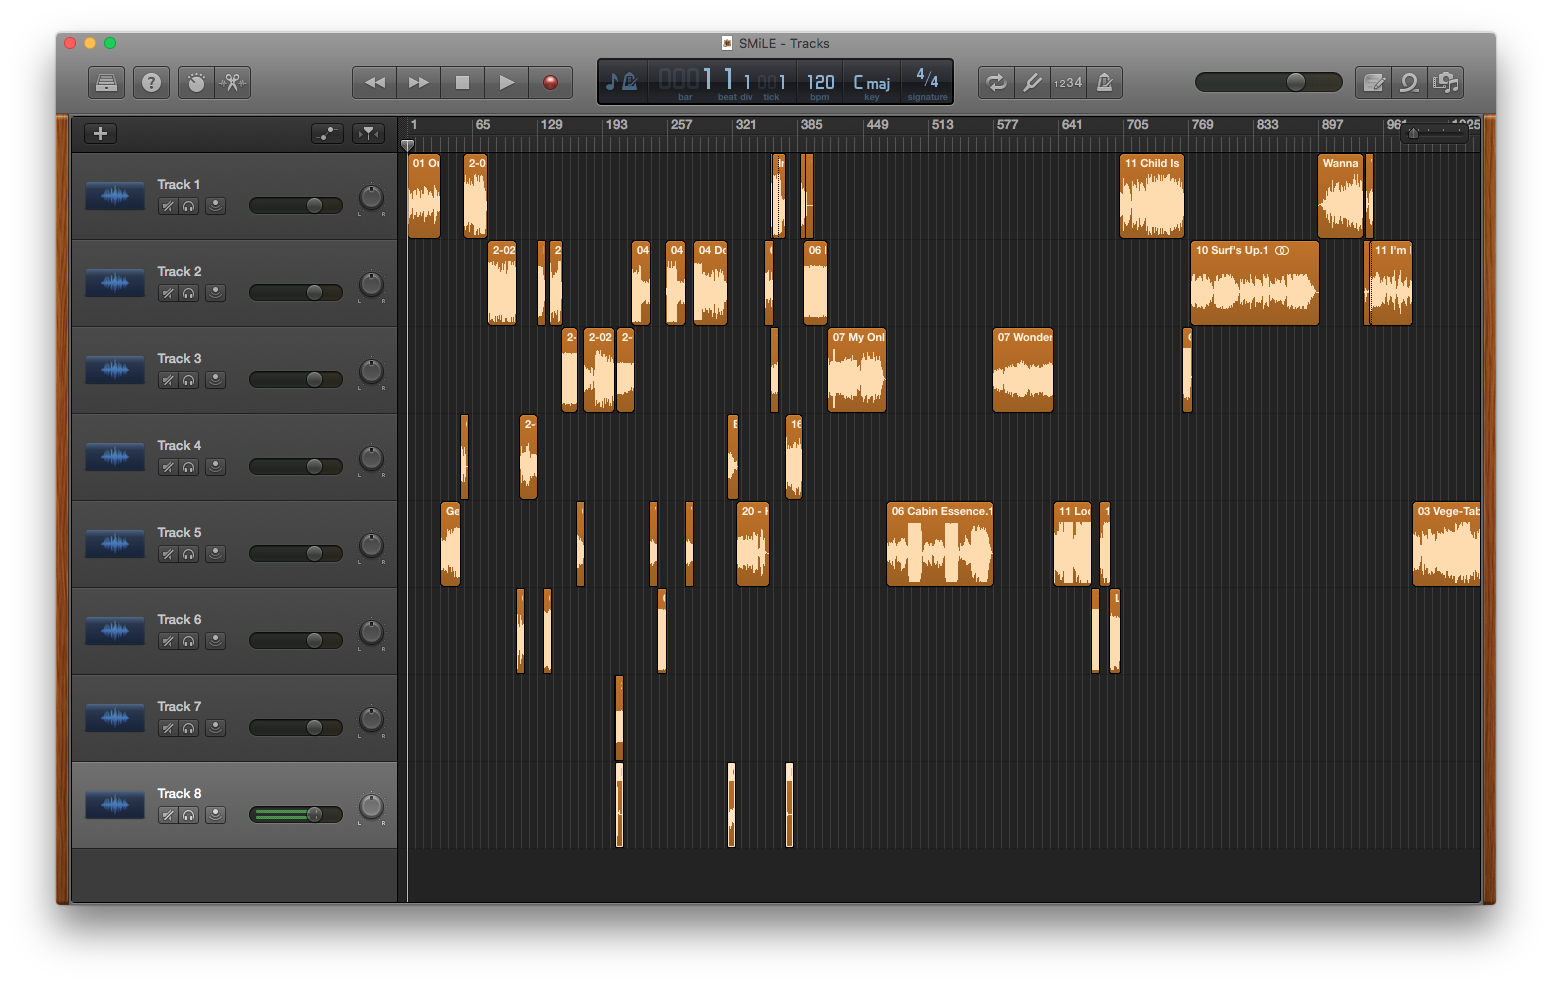 SMiLE - Tracks
00011 1 001
bar beat div tick
120
bpm
C maj
key
4/4
signature
1234
1 65 129 193 257 321 385 449 513 577 641 705 769 833 897 961 1025
Track 1
01 Ou
2-0
11 Child Is
Wanna
Track 2
2-02
2
04
04
04 Do
06
10 Surf's Up.1
11 I'm
Track 3
2-
2-02
2-
07 My Onl
07 Wonder
Track 4
2-
16
Track 5
Ge
20 - H
06 Cabin Essence.1
11 Loo
1
03 Vege-Tab
Track 6
L
Track 7
Track 8
L R